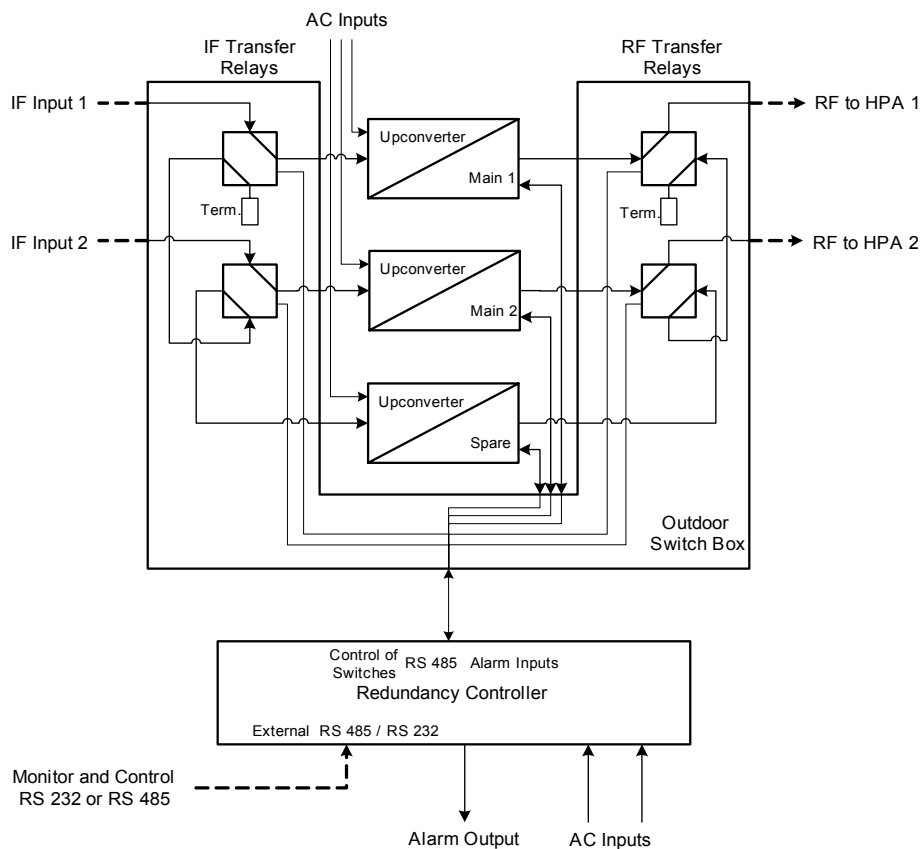 AC Inputs
IF Transfer
Relays
RF Transfer
Relays
IF Input 1
RF to HPA 1
Upconverter
Main 1
Term.
Term.
IF Input 2
RF to HPA 2
Upconverter
Main 2
Upconverter
Spare
Outdoor
Switch Box
Control of
Switches
RS 485
Alarm Inputs
Redundancy Controller
External RS 485 / RS 232
Monitor and Control
RS 232 or RS 485
Alarm Output
AC Inputs